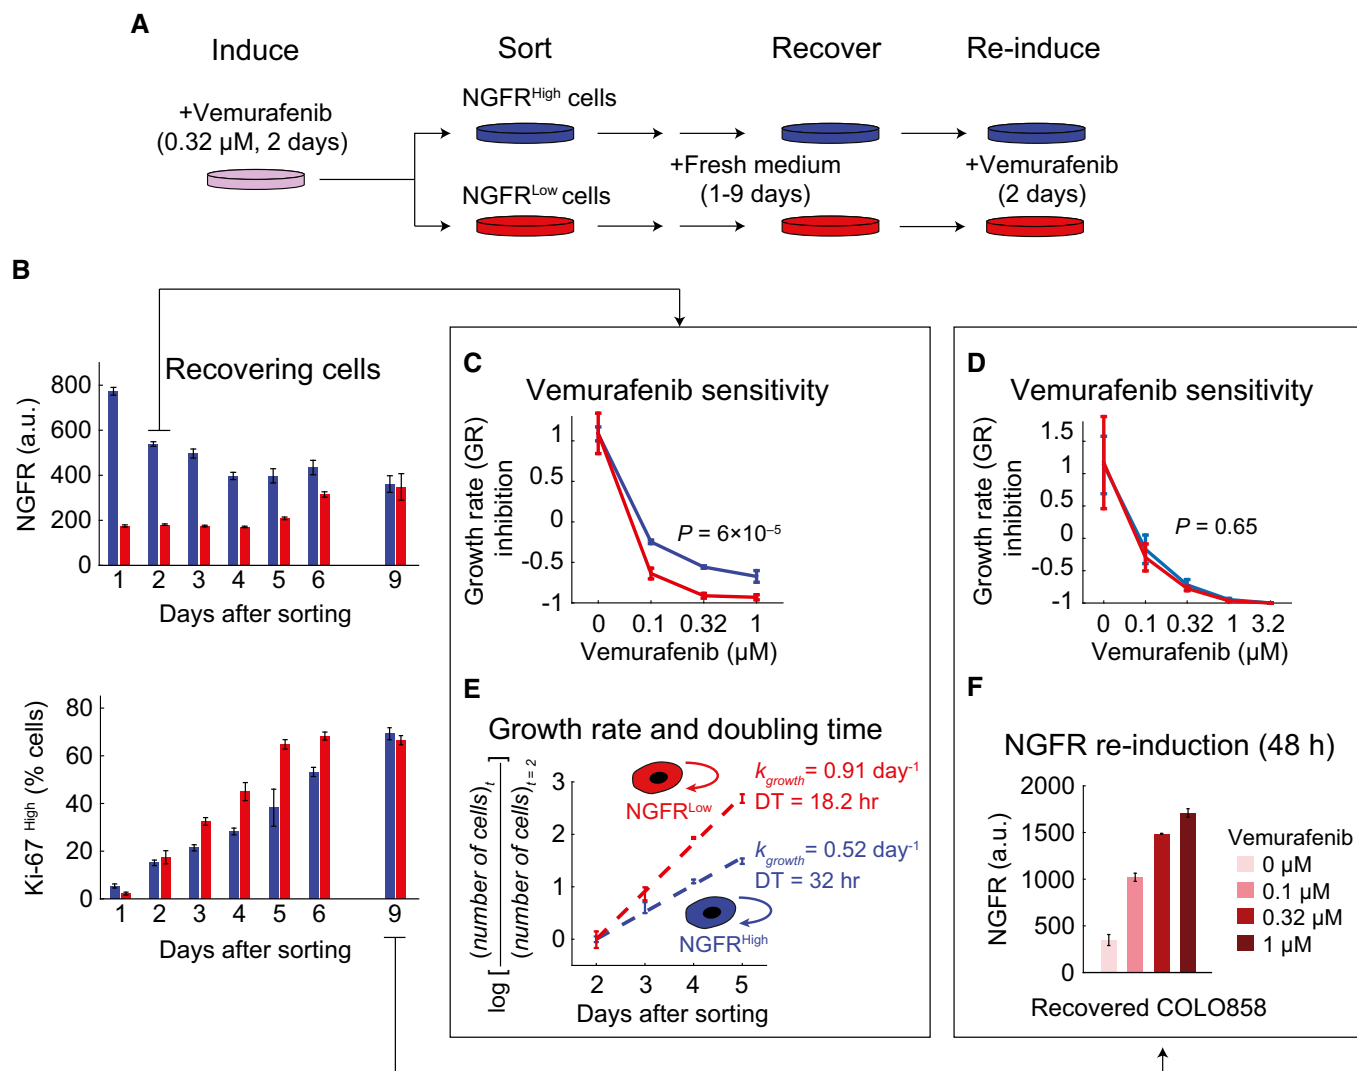 A
Induce
Sort
Recover
Re-induce
+Vemurafenib
(0.32 µM, 2 days)
NGFRHigh cells
NGFRLow cells
+Fresh medium
(1-9 days)
+Vemurafenib
(2 days)
B
Recovering cells
NGFR (a.u.)
800
600
400
200
0
1 2 3 4 5 6 9
Days after sorting
Ki-67 High (% cells)
80
60
40
20
0
1 2 3 4 5 6 9
Days after sorting
C
Vemurafenib sensitivity
Growth rate (GR)
inhibition
1
0.5
0
-0.5
-1
P = 6×10–5
0 0.1 0.32 1
Vemurafenib (µM)
D
Vemurafenib sensitivity
Growth rate (GR)
inhibition
1.5
1
0.5
0
-0.5
-1
P = 0.65
0 0.1 0.32 1 3.2
Vemurafenib (µM)
E
Growth rate and doubling time
log [ (number of cells)t
(number of cells)t = 2 ]
3
2
1
0
NGFRLow
kgrowth= 0.91 day-1
DT = 18.2 hr
kgrowth= 0.52 day-1
DT = 32 hr
NGFRHigh
2 3 4 5
Days after sorting
F
NGFR re-induction (48 h)
NGFR (a.u.)
2000
1500
1000
500
0
Vemurafenib
0 µM
0.1 µM
0.32 µM
1 µM
Recovered COLO858